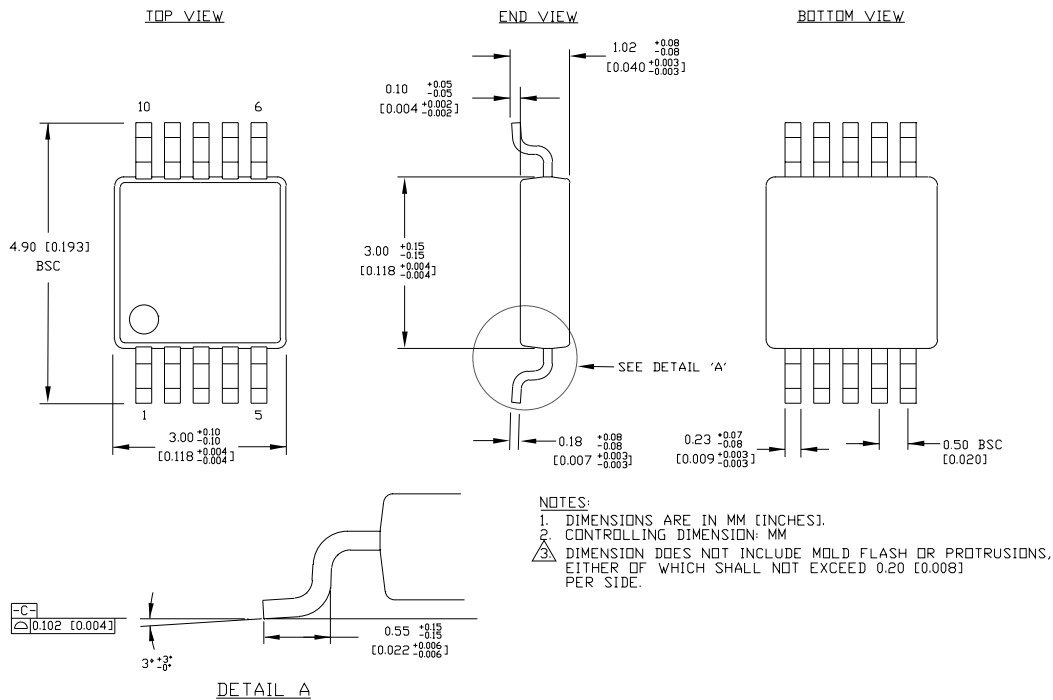 TOP VIEW
END VIEW
BOTTOM VIEW
1.02 +0.08 -0.08
[0.040 +0.003 -0.003]
0.10 +0.05 -0.05
[0.004 +0.002 -0.002]
10
6
4.90 [0.193]
BSC
3.00 +0.15 -0.15
[0.118 +0.004 -0.004]
SEE DETAIL 'A'
1
5
3.00 +0.10 -0.10
[0.118 +0.004 -0.004]
0.18 +0.08 -0.08
[0.007 +0.003 -0.003]
0.23 +0.07 -0.08
[0.009 +0.003 -0.003]
0.50 BSC
[0.020]
NOTES:
1. DIMENSIONS ARE IN MM [INCHES].
2. CONTROLLING DIMENSION: MM
3. DIMENSION DOES NOT INCLUDE MOLD FLASH OR PROTRUSIONS,
EITHER OF WHICH SHALL NOT EXCEED 0.20 [0.008]
PER SIDE.
-C-
0.102 [0.004]
3° +3° -0°
0.55 +0.15 -0.15
[0.022 +0.006 -0.006]
DETAIL A